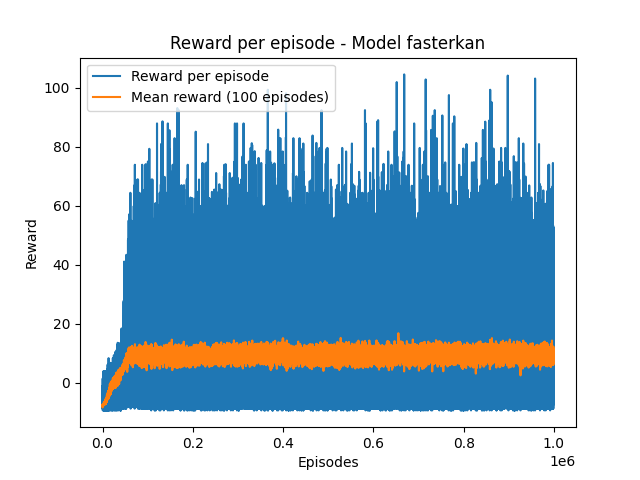 Reward per episode - Model fasterkan
Reward per episode
Mean reward (100 episodes)
100
80
60
40
20
0
Reward
0.0
0.2
0.4
0.6
0.8
1.0
1e6
Episodes